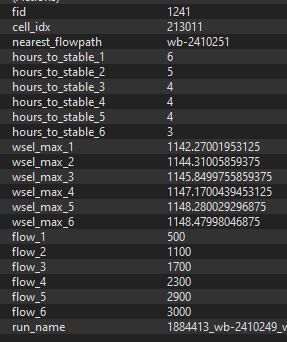 fid 1241
cell_idx 213011
nearest_flowpath wb-2410251
hours_to_stable_1 6
hours_to_stable_2 5
hours_to_stable_3 4
hours_to_stable_4 4
hours_to_stable_5 4
hours_to_stable_6 3
wsel_max_1 1142.27001953125
wsel_max_2 1144.31005859375
wsel_max_3 1145.8499755859375
wsel_max_4 1147.1700439453125
wsel_max_5 1148.280029296875
wsel_max_6 1148.47998046875
flow_1 500
flow_2 1100
flow_3 1700
flow_4 2300
flow_5 2900
flow_6 3000
run_name 1884413_wb-2410249_